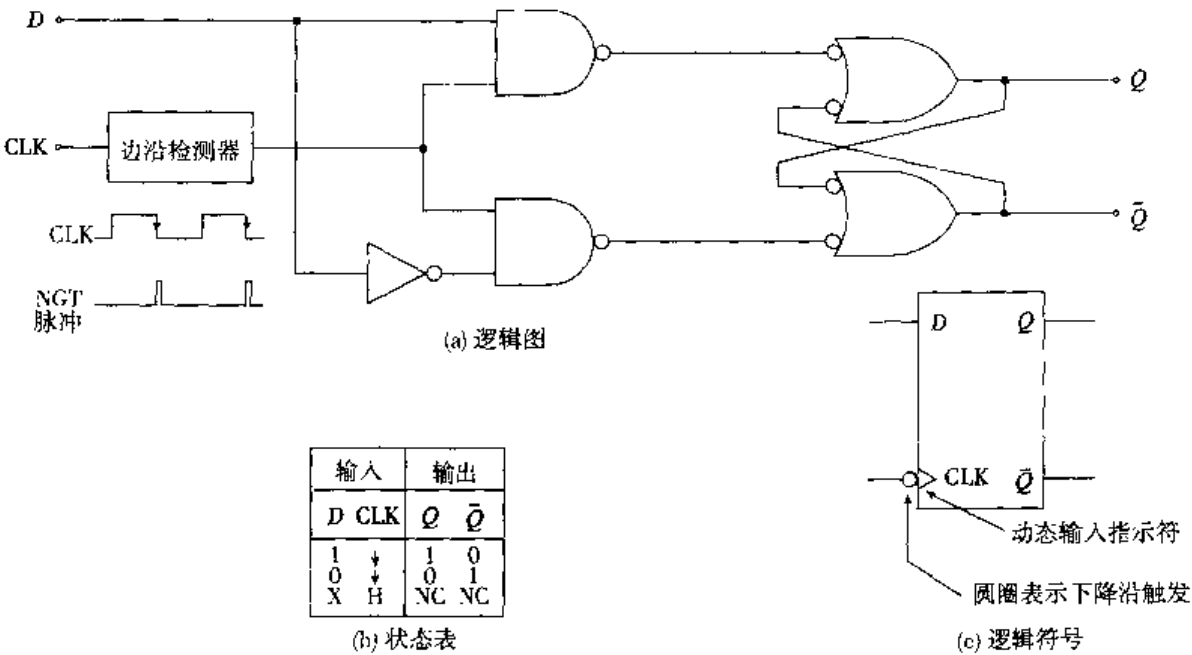 D
Q
CLK
边沿检测器
CLK
Q̄
NGT
脉冲
(a) 逻辑图
D Q
CLK Q̄
动态输入指示符
圆圈表示下降沿触发
(c) 逻辑符号
输入 输出
D CLK Q Q̄
1 ↓ 1 0
0 ↓ 0 1
X H NC NC
(b) 状态表